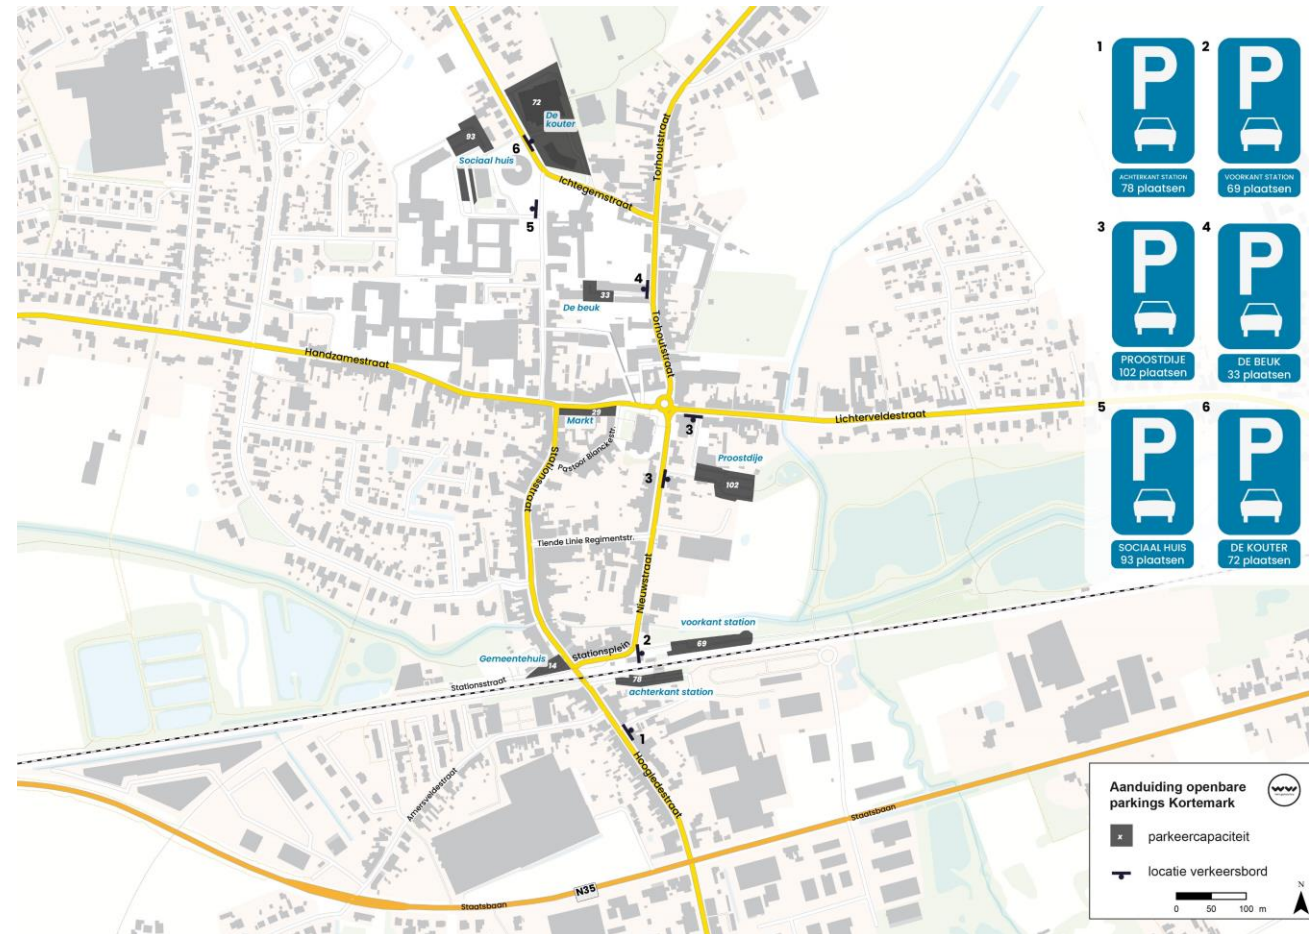 72
De
kouter
93
6
Sociaal huis
Ichtegemstraat
Torhoutstraat
5
4
33
De beuk
Torhoutstraat
Handzamestraat
29
Markt
3
Lichterveldestraat
Pastoor Blanckestr.
Stationsstraat
3
Proostdije
102
Tiende Linie Regimentstr.
Nieuwstraat
voorkant station
2
69
Stationsplein
Gemeentehuis
14
78
Stationsstraat
achterkant station
1
Amersveldestraat
Hoogledestraat
Staatsbaan
N35
Staatsbaan
1
P
ACHTERKANT STATION
78 plaatsen
2
P
VOORKANT STATION
69 plaatsen
3
P
PROOSTDIJE
102 plaatsen
4
P
DE BEUK
33 plaatsen
5
P
SOCIAAL HUIS
93 plaatsen
6
P
DE KOUTER
72 plaatsen
Aanduiding openbare
parkings Kortemark
x parkeercapaciteit
locatie verkeersbord
0 50 100 m
N